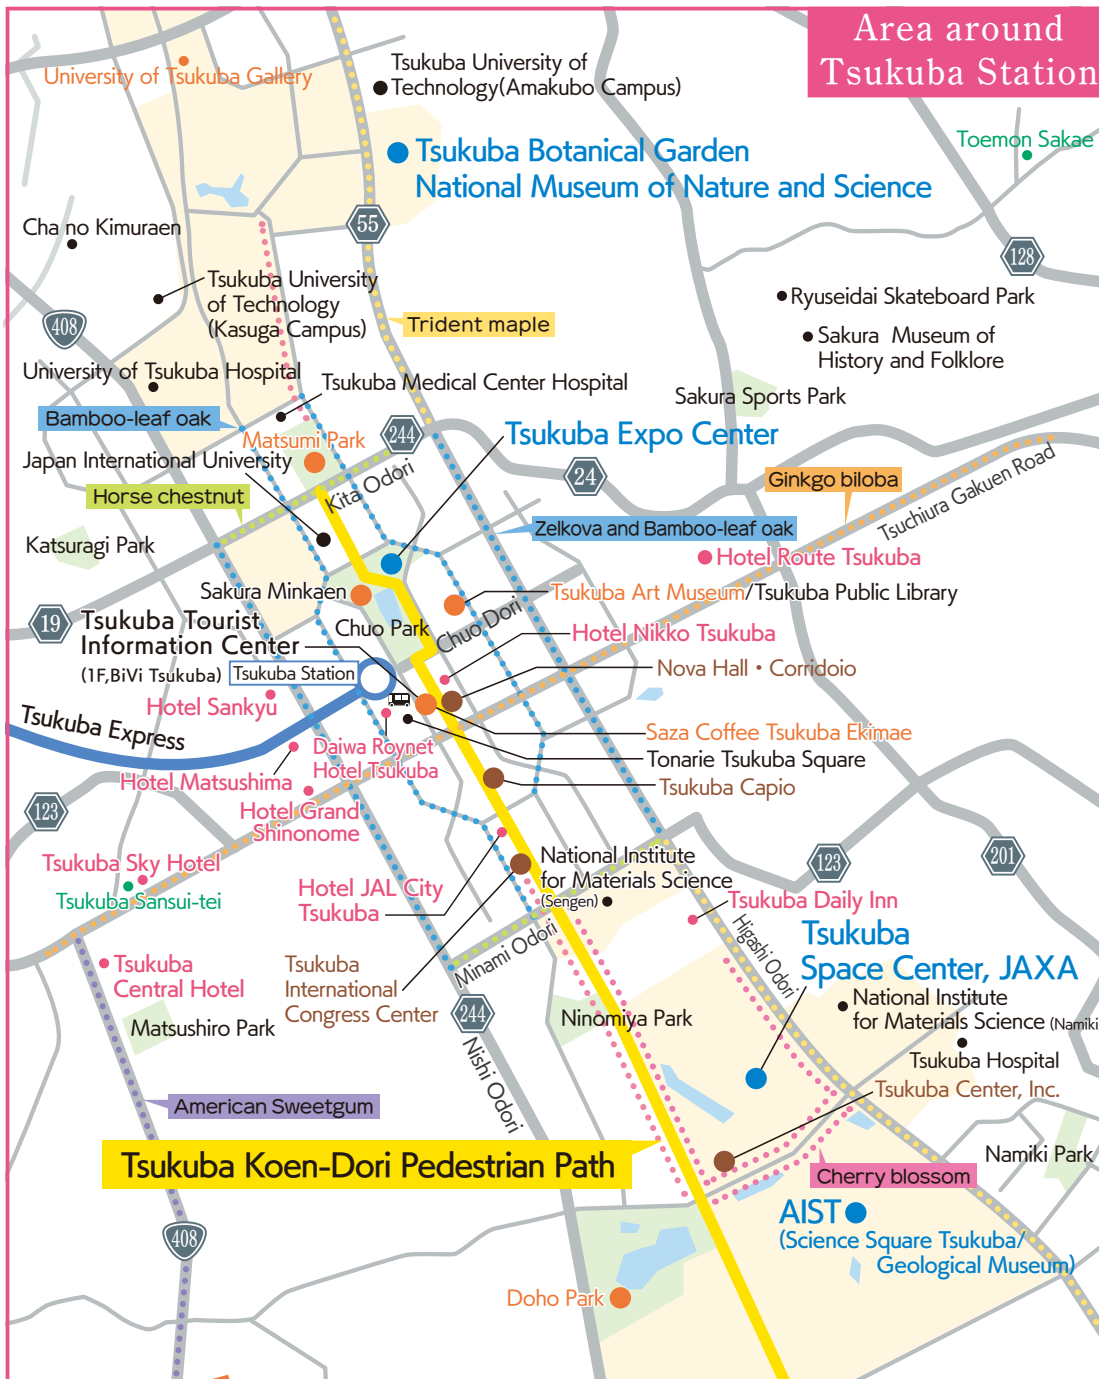 Area around
Tsukuba Station
University of Tsukuba Gallery
Tsukuba University of
Technology(Amakubo Campus)
Toemon Sakae
Tsukuba Botanical Garden
National Museum of Nature and Science
Cha no Kimuraen
55
128
Tsukuba University
of Technology
(Kasuga Campus)
Ryuseidai Skateboard Park
408
Trident maple
Sakura Museum of
History and Folklore
University of Tsukuba Hospital
Tsukuba Medical Center Hospital
Sakura Sports Park
Bamboo-leaf oak
Matsumi Park
244
Tsukuba Expo Center
Japan International University
Kita Odori
24
Ginkgo biloba
Tsuchiura Gakuen Road
Horse chestnut
Zelkova and Bamboo-leaf oak
Katsuragi Park
Hotel Route Tsukuba
Sakura Minkaen
Tsukuba Art Museum/Tsukuba Public Library
19
Tsukuba Tourist
Information Center
(1F,BiVi Tsukuba)
Chuo Park
Chuo Dori
Hotel Nikko Tsukuba
Tsukuba Station
Nova Hall・Corridoio
Hotel Sankyu
Tsukuba Express
Saza Coffee Tsukuba Ekimae
Daiwa Roynet
Hotel Tsukuba
Tonarie Tsukuba Square
Hotel Matsushima
Tsukuba Capio
123
Hotel Grand
Shinonome
Tsukuba Sky Hotel
Tsukuba Sansui-tei
National Institute
for Materials Science
(Sengen)
123
201
Hotel JAL City
Tsukuba
Tsukuba Daily Inn
Higashi Odori
Tsukuba
Space Center, JAXA
Minami Odori
Tsukuba
Central Hotel
Tsukuba
International
Congress Center
National Institute
for Materials Science (Namiki
Matsushiro Park
244
Ninomiya Park
Nishi Odori
Tsukuba Hospital
Tsukuba Center, Inc.
American Sweetgum
Tsukuba Koen-Dori Pedestrian Path
Namiki Park
Cherry blossom
AIST
(Science Square Tsukuba/
Geological Museum)
408
Doho Park